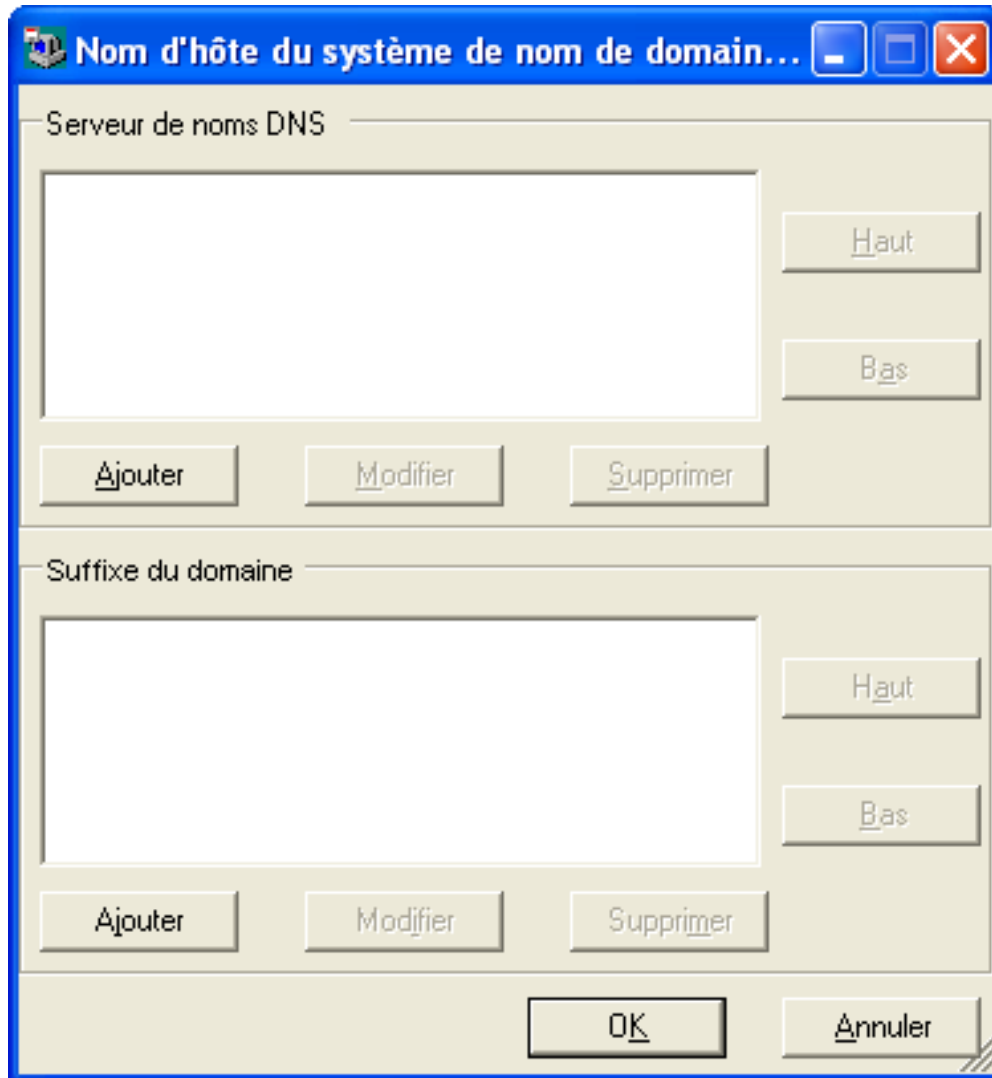 Nom d'hôte du système de nom de domain...
Serveur de noms DNS
Haut
Bas
Ajouter Modifier Supprimer
Suffixe du domaine
Haut
Bas
Ajouter Modifier Supprimer
OK Annuler